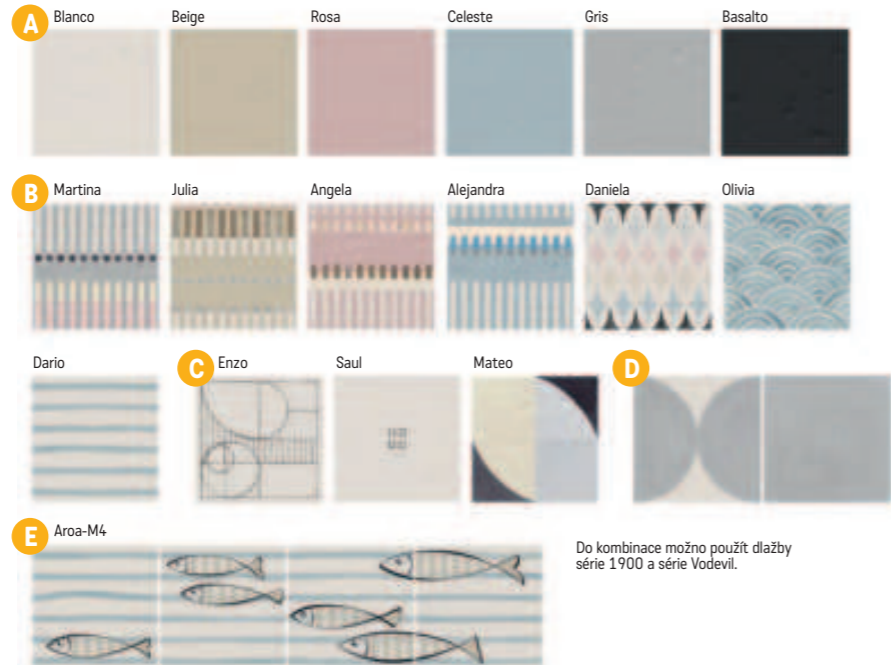 A Blanco Beige Rosa Celeste Gris Basalto
B Martina Julia Angela Alejandra Daniela Olivia
Dario C Enzo Saul Mateo D
E Aroa-M4
Do kombinace možno použít dlažby
série 1900 a série Vodevil.